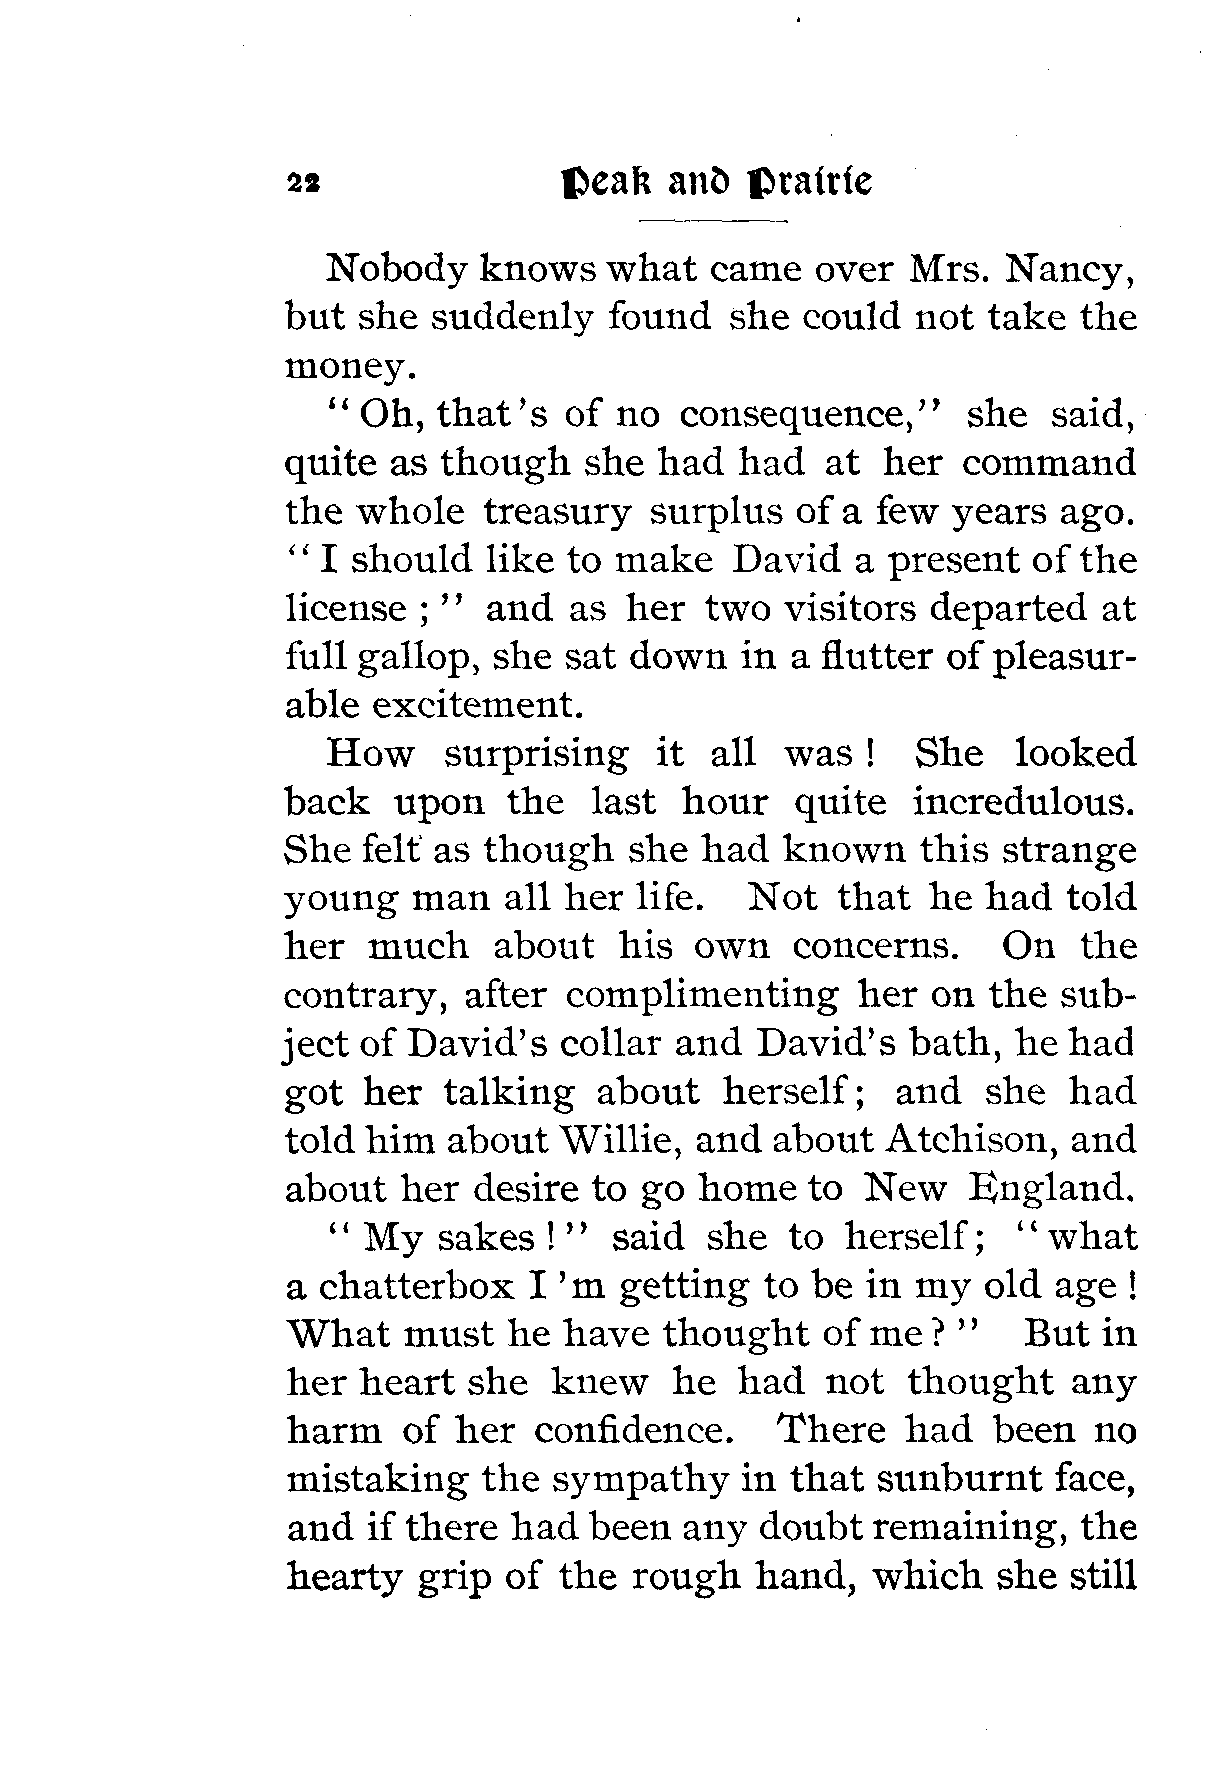 22 Peak and Prairie
Nobody knows what came over Mrs. Nancy,
but she suddenly found she could not take the
money.
“ Oh, that ’s of no consequence,” she said,
quite as though she had had at her command
the whole treasury surplus of a few years ago.
“ I should like to make David a present of the
license ; ” and as her two visitors departed at
full gallop, she sat down in a flutter of pleasur-
able excitement.
How surprising it all was ! She looked
back upon the last hour quite incredulous.
She felt as though she had known this strange
young man all her life. Not that he had told
her much about his own concerns. On the
contrary, after complimenting her on the sub-
ject of David’s collar and David’s bath, he had
got her talking about herself ; and she had
told him about Willie, and about Atchison, and
about her desire to go home to New England.
“ My sakes ! ” said she to herself ; “ what
a chatterbox I ’m getting to be in my old age !
What must he have thought of me ? ” But in
her heart she knew he had not thought any
harm of her confidence. There had been no
mistaking the sympathy in that sunburnt face,
and if there had been any doubt remaining, the
hearty grip of the rough hand, which she still